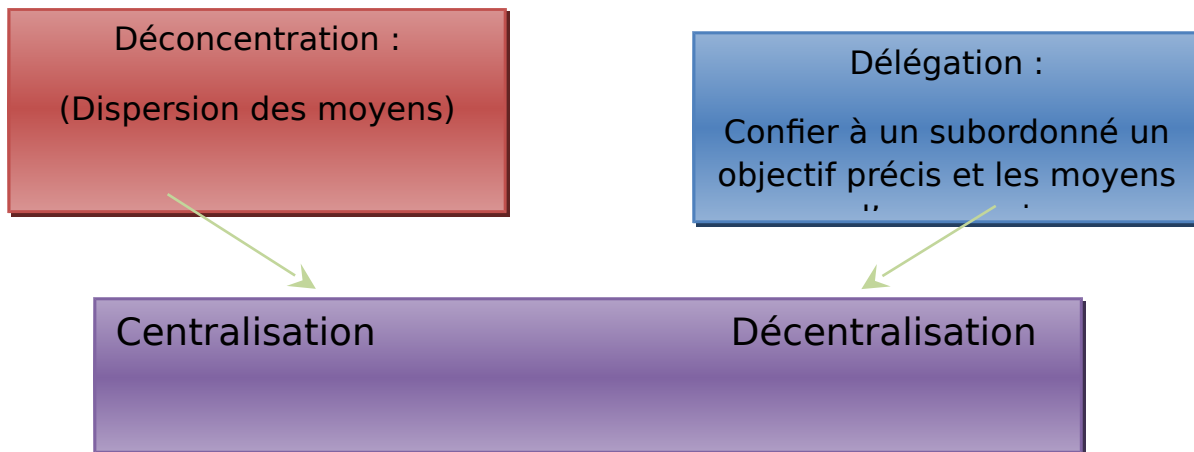 Déconcentration :
(Dispersion des moyens)
Délégation :
Confier à un subordonné un
objectif précis et les moyens
Centralisation
Décentralisation